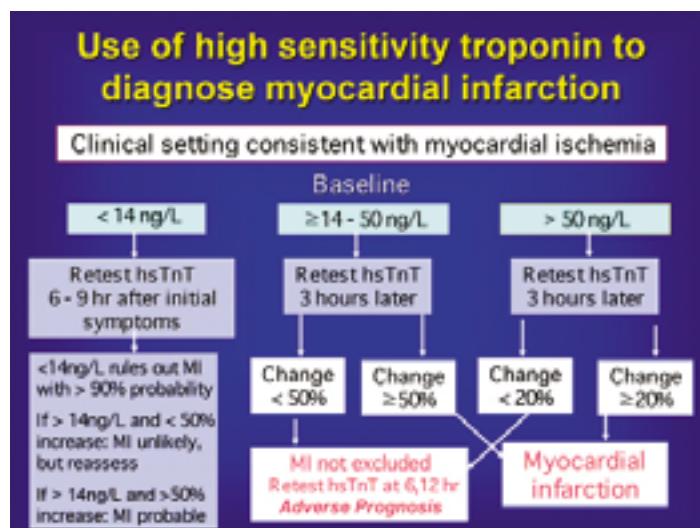 Use of high sensitivity troponin to
diagnose myocardial infarction
Clinical setting consistent with myocardial ischemia
Baseline
< 14 ng/L
≥14 - 50 ng/L
> 50 ng/L
Retest hsTnT
6 - 9 hr after initial
symptoms
Retest hsTnT
3 hours later
Retest hsTnT
3 hours later
<14ng/L rules out MI
with > 90% probability
If > 14ng/L and < 50%
increase: MI unlikely,
but reassess
If > 14ng/L and >50%
increase: MI probable
Change
< 50%
Change
≥50%
Change
< 20%
Change
≥20%
MI not excluded
Retest hsTnT at 6,12 hr
Adverse Prognosis
Myocardial
infarction